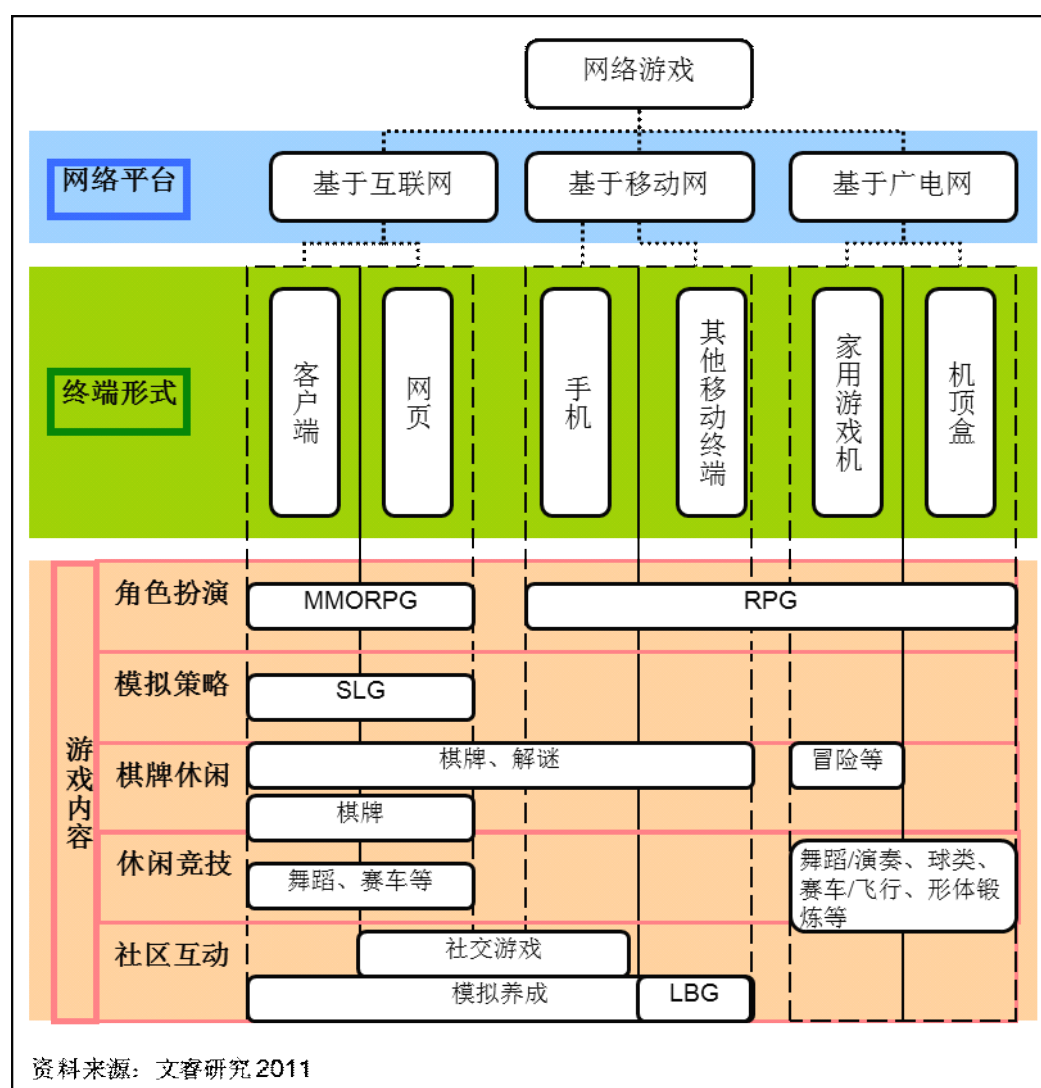 网络游戏
网络平台
基于互联网
基于移动网
基于广电网
终端形式
客户端
网页
手机
其他移动终端
家用游戏机
机顶盒
游戏内容
角色扮演
MMORPG
RPG
模拟策略
SLG
棋牌休闲
棋牌、解谜
冒险等
棋牌
休闲竞技
舞蹈、赛车等
舞蹈/演奏、球类、
赛车/飞行、形体锻
炼等
社区互动
社交游戏
模拟养成
LBG
资料来源：文睿研究2011